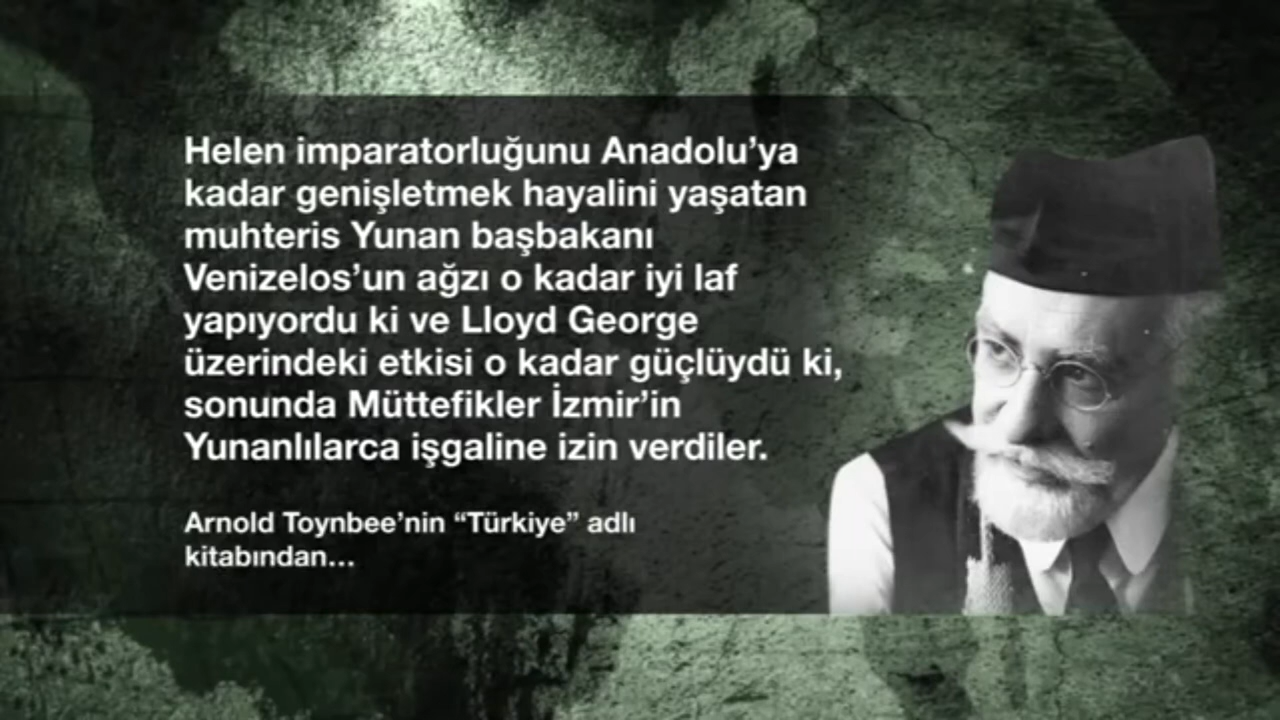 Helen imparatorluğunu Anadolu’ya
kadar genişletmek hayalini yaşatan
muhteris Yunan başbakanı
Venizelos’un ağzı o kadar iyi laf
yapıyordu ki ve Lloyd George
üzerindeki etkisi o kadar güçlüydü ki,
sonunda Müttefikler İzmir’in
Yunanlılarca işgaline izin verdiler.
Arnold Toynbee’nin “Türkiye” adlı
kitabından...